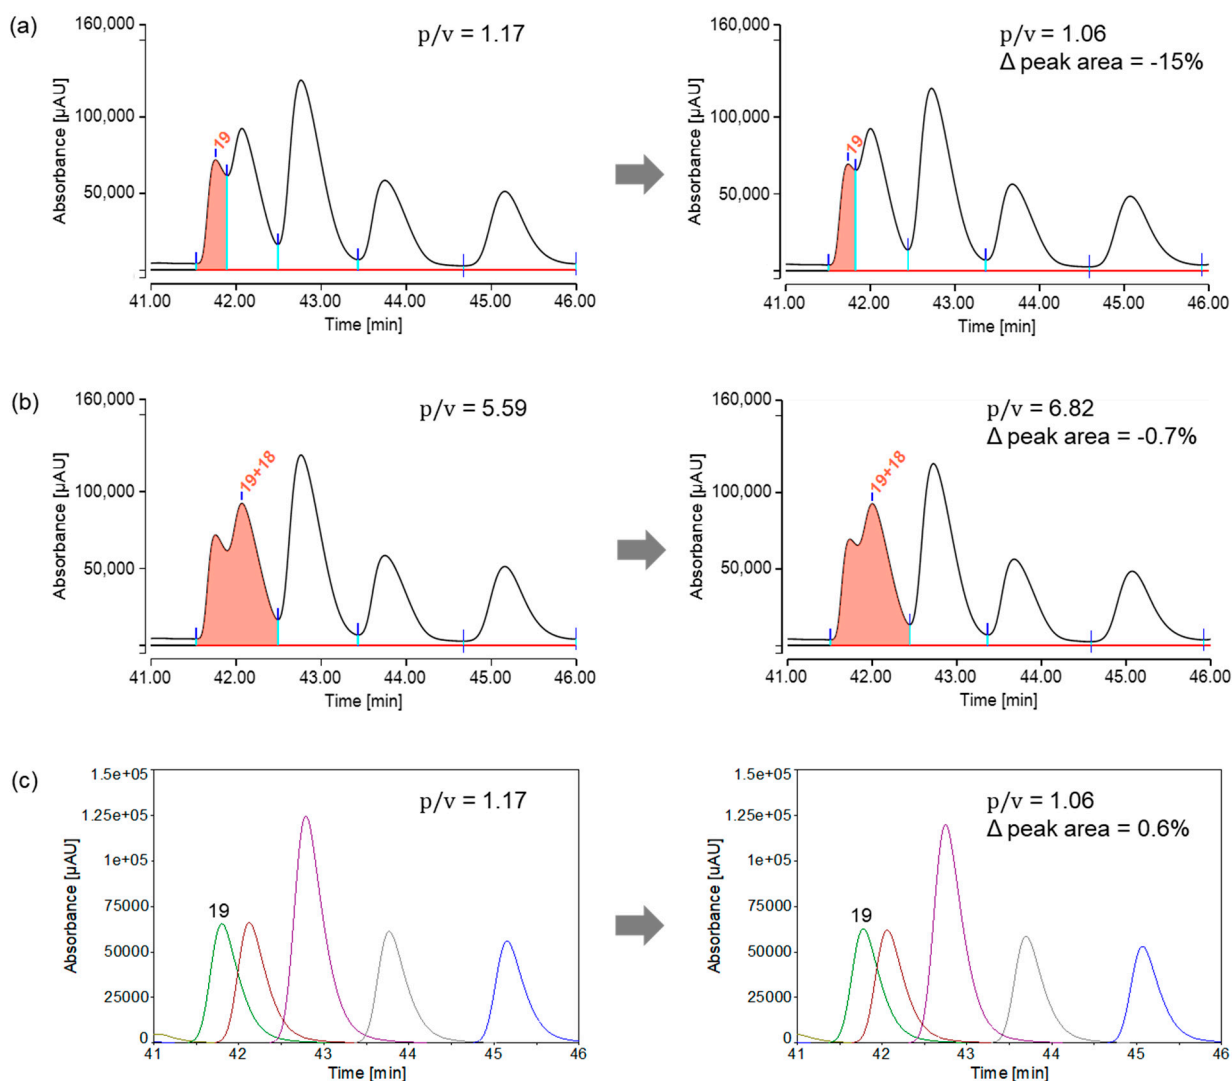 (a)
p/v = 1.17
160,000
100,000
50,000
Absorbance [µAU]
19
41.00 42.00 43.00 44.00 45.00 46.00
Time [min]
p/v = 1.06
Δ peak area = -15%
160,000
100,000
50,000
Absorbance [µAU]
19
41.00 42.00 43.00 44.00 45.00 46.00
Time [min]
(b)
p/v = 5.59
160,000
100,000
50,000
Absorbance [µAU]
19+18
41.00 42.00 43.00 44.00 45.00 46.00
Time [min]
p/v = 6.82
Δ peak area = -0.7%
160,000
100,000
50,000
Absorbance [µAU]
19+18
41.00 42.00 43.00 44.00 45.00 46.00
Time [min]
(c)
p/v = 1.17
1.5e+05
1.25e+05
1e+05
75000
50000
25000
0
Absorbance [µAU]
19
41 42 43 44 45 46
Time [min]
p/v = 1.06
Δ peak area = 0.6%
1.5e+05
1.25e+05
1e+05
75000
50000
25000
0
Absorbance [µAU]
19
41 42 43 44 45 46
Time [min]